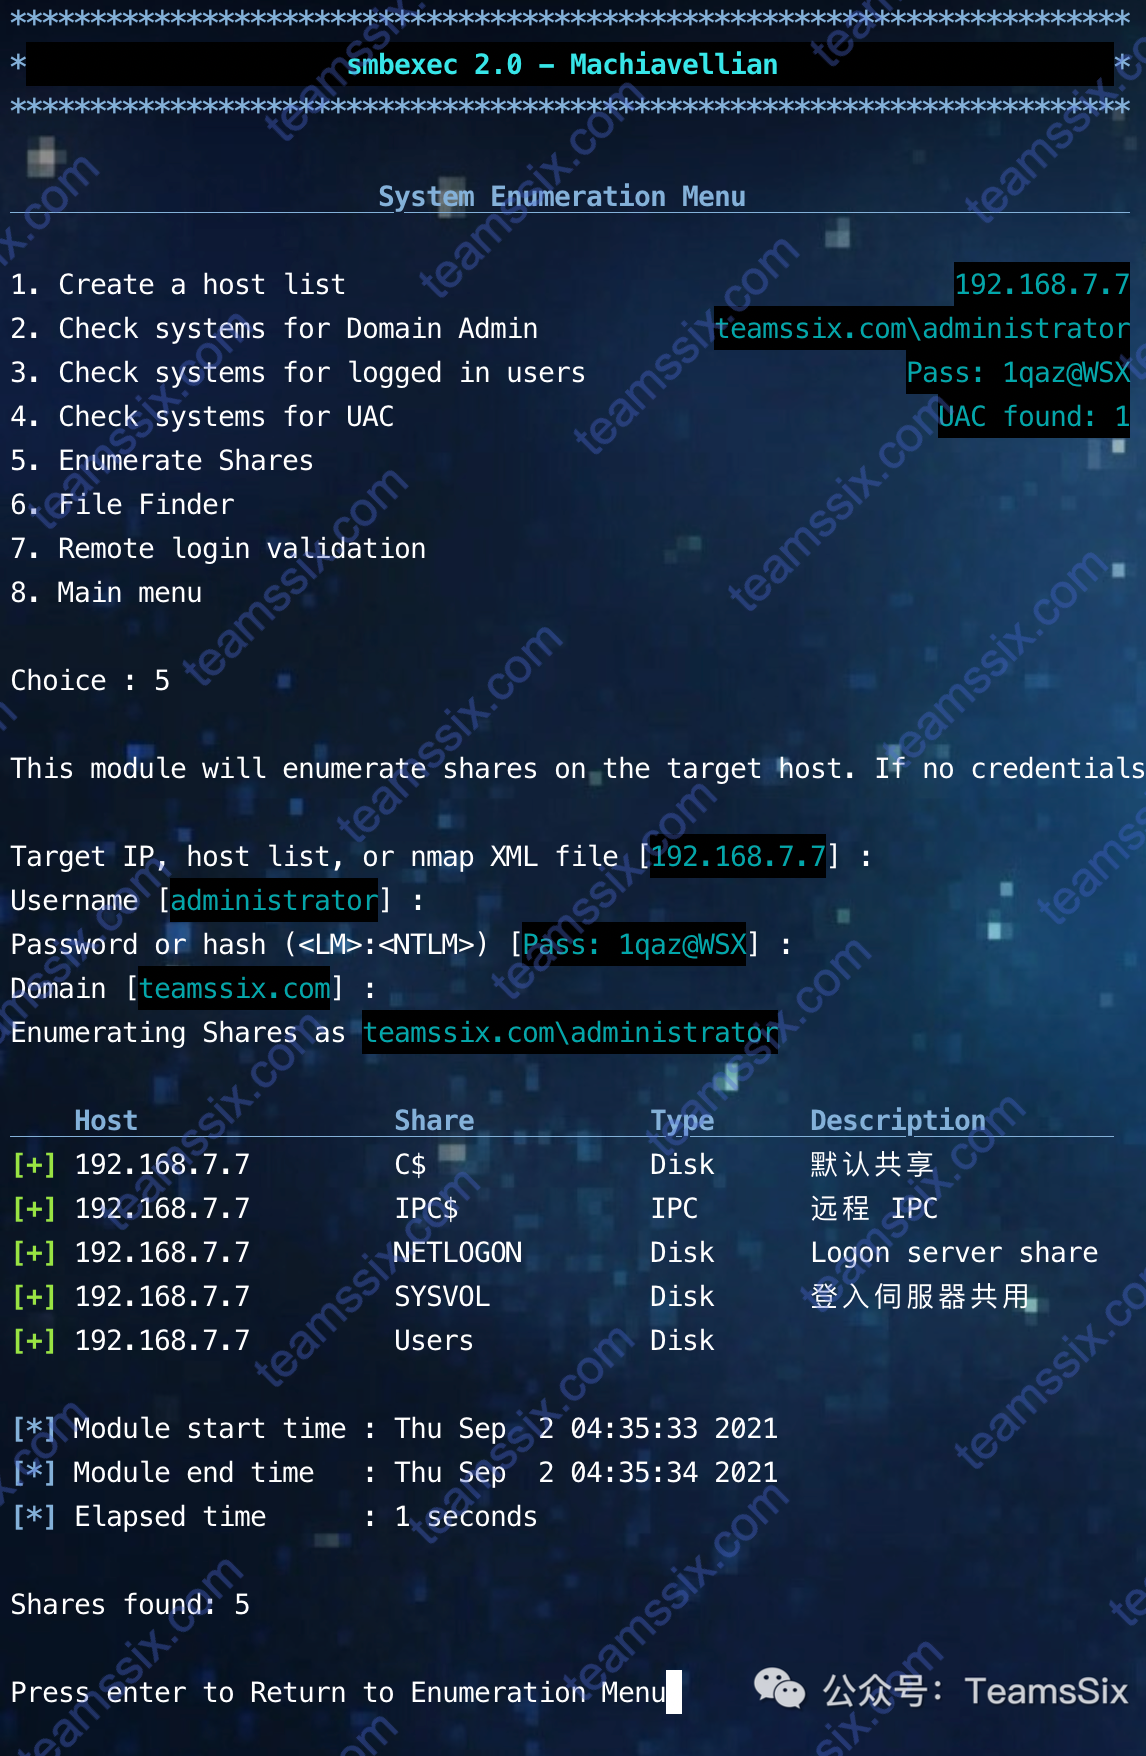 **********************************************************************
* smbexec 2.0 - Machiavellian *
**********************************************************************
System Enumeration Menu
1. Create a host list 192.168.7.7
2. Check systems for Domain Admin teamssix.com\administrator
3. Check systems for logged in users Pass: 1qaz@WSX
4. Check systems for UAC UAC found: 1
5. Enumerate Shares
6. File Finder
7. Remote login validation
8. Main menu
Choice : 5
This module will enumerate shares on the target host. If no credentials
Target IP, host list, or nmap XML file [192.168.7.7] :
Username [administrator] :
Password or hash (<LM>:<NTLM>) [Pass: 1qaz@WSX] :
Domain [teamssix.com] :
Enumerating Shares as teamssix.com\administrator
Host Share Type Description
[+] 192.168.7.7 C$ Disk 默认共享
[+] 192.168.7.7 IPC$ IPC 远程 IPC
[+] 192.168.7.7 NETLOGON Disk Logon server share
[+] 192.168.7.7 SYSVOL Disk 登入伺服器共用
[+] 192.168.7.7 Users Disk
[*] Module start time : Thu Sep  2 04:35:33 2021
[*] Module end time   : Thu Sep  2 04:35:34 2021
[*] Elapsed time      : 1 seconds
Shares found: 5
Press enter to Return to Enumeration Menu
公众号：TeamsSix
teamssix.com